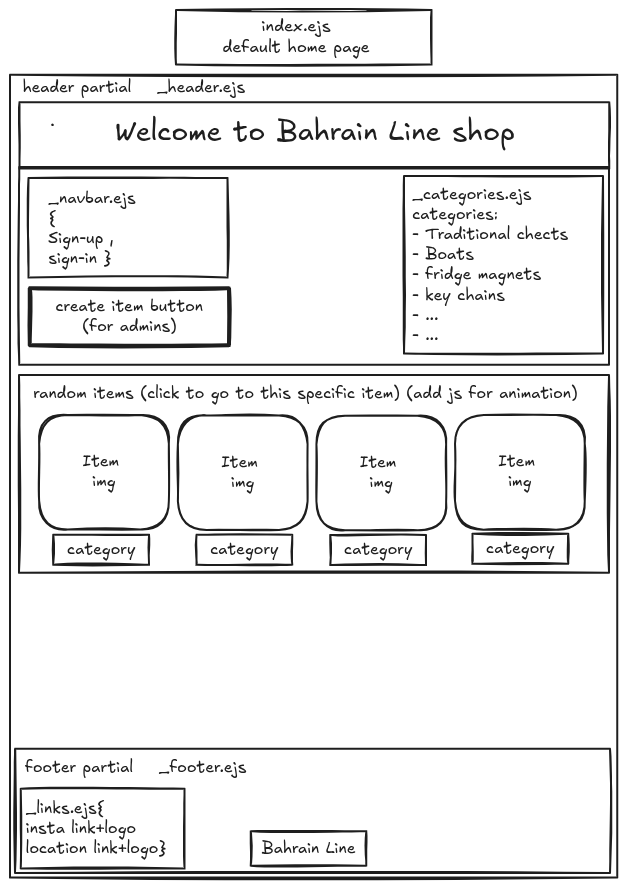 index.ejs
default home page
header partial _header.ejs
Welcome to Bahrain Line shop
_navbar.ejs
{
Sign-up ,
sign-in }
create item button
(for admins)
_categories.ejs
categories:
- Traditional chects
- Boats
- fridge magnets
- key chains
- ...
- ...
random items (click to go to this specific item) (add js for animation)
Item
img
Item
img
Item
img
Item
img
category
category
category
category
footer partial _footer.ejs
_links.ejs{
insta link+logo
location link+logo}
Bahrain Line